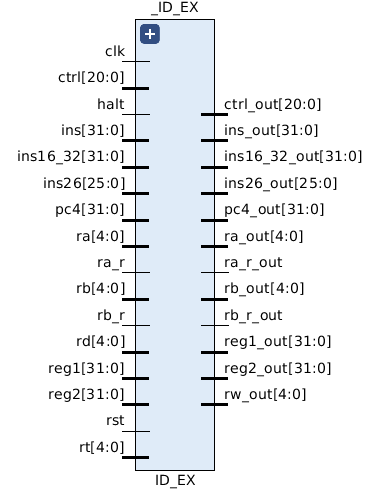 _ID_EX
clk
ctrl[20:0]
halt
ctrl_out[20:0]
ins[31:0]
ins_out[31:0]
ins16_32[31:0]
ins16_32_out[31:0]
ins26[25:0]
ins26_out[25:0]
pc4[31:0]
pc4_out[31:0]
ra[4:0]
ra_out[4:0]
ra_r
ra_r_out
rb[4:0]
rb_out[4:0]
rb_r
rb_r_out
rd[4:0]
reg1_out[31:0]
reg1[31:0]
reg2_out[31:0]
reg2[31:0]
rw_out[4:0]
rst
rt[4:0]
ID_EX